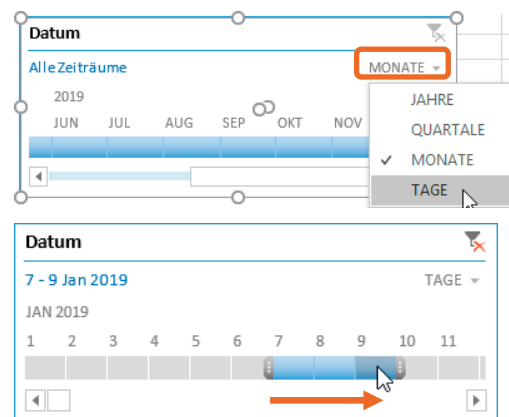 Datum
Alle Zeiträume MONATE
2019
JUN JUL AUG SEP OKT NOV
JAHRE
QUARTALE
MONATE
TAGE
Datum
7 - 9 Jan 2019 TAGE
JAN 2019
1 2 3 4 5 6 7 8 9 10 11